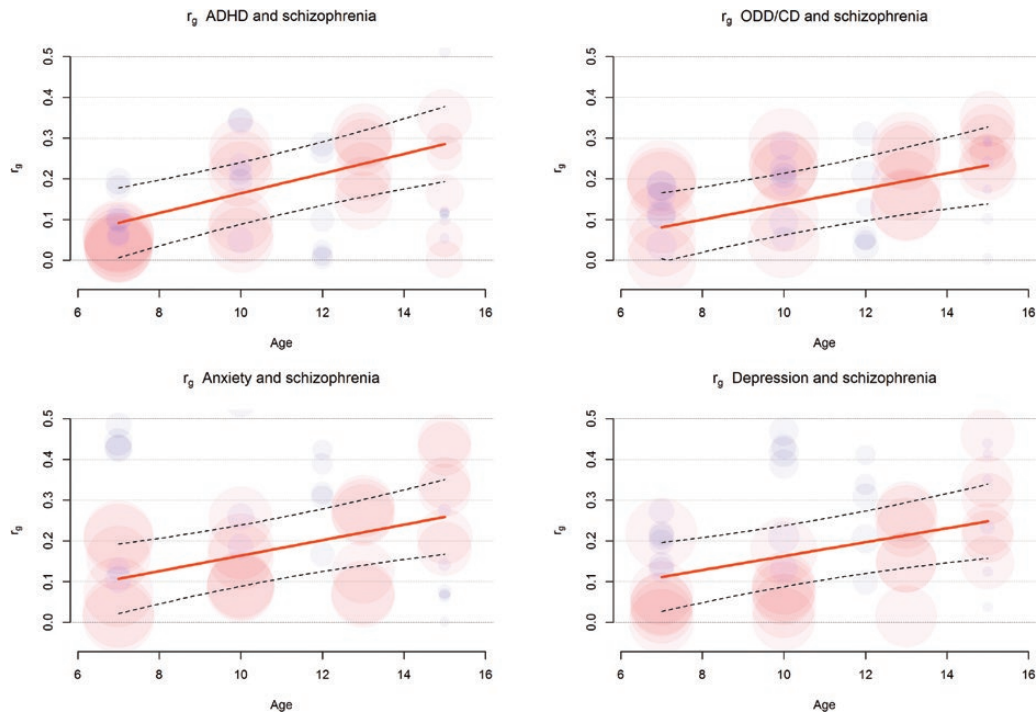 r_g ADHD and schizophrenia
r_g
0.5
0.4
0.3
0.2
0.1
0.0
6 8 10 12 14 16
Age
r_g ODD/CD and schizophrenia
r_g
0.5
0.4
0.3
0.2
0.1
0.0
6 8 10 12 14 16
Age
r_g Anxiety and schizophrenia
r_g
0.5
0.4
0.3
0.2
0.1
0.0
6 8 10 12 14 16
Age
r_g Depression and schizophrenia
r_g
0.5
0.4
0.3
0.2
0.1
0.0
6 8 10 12 14 16
Age